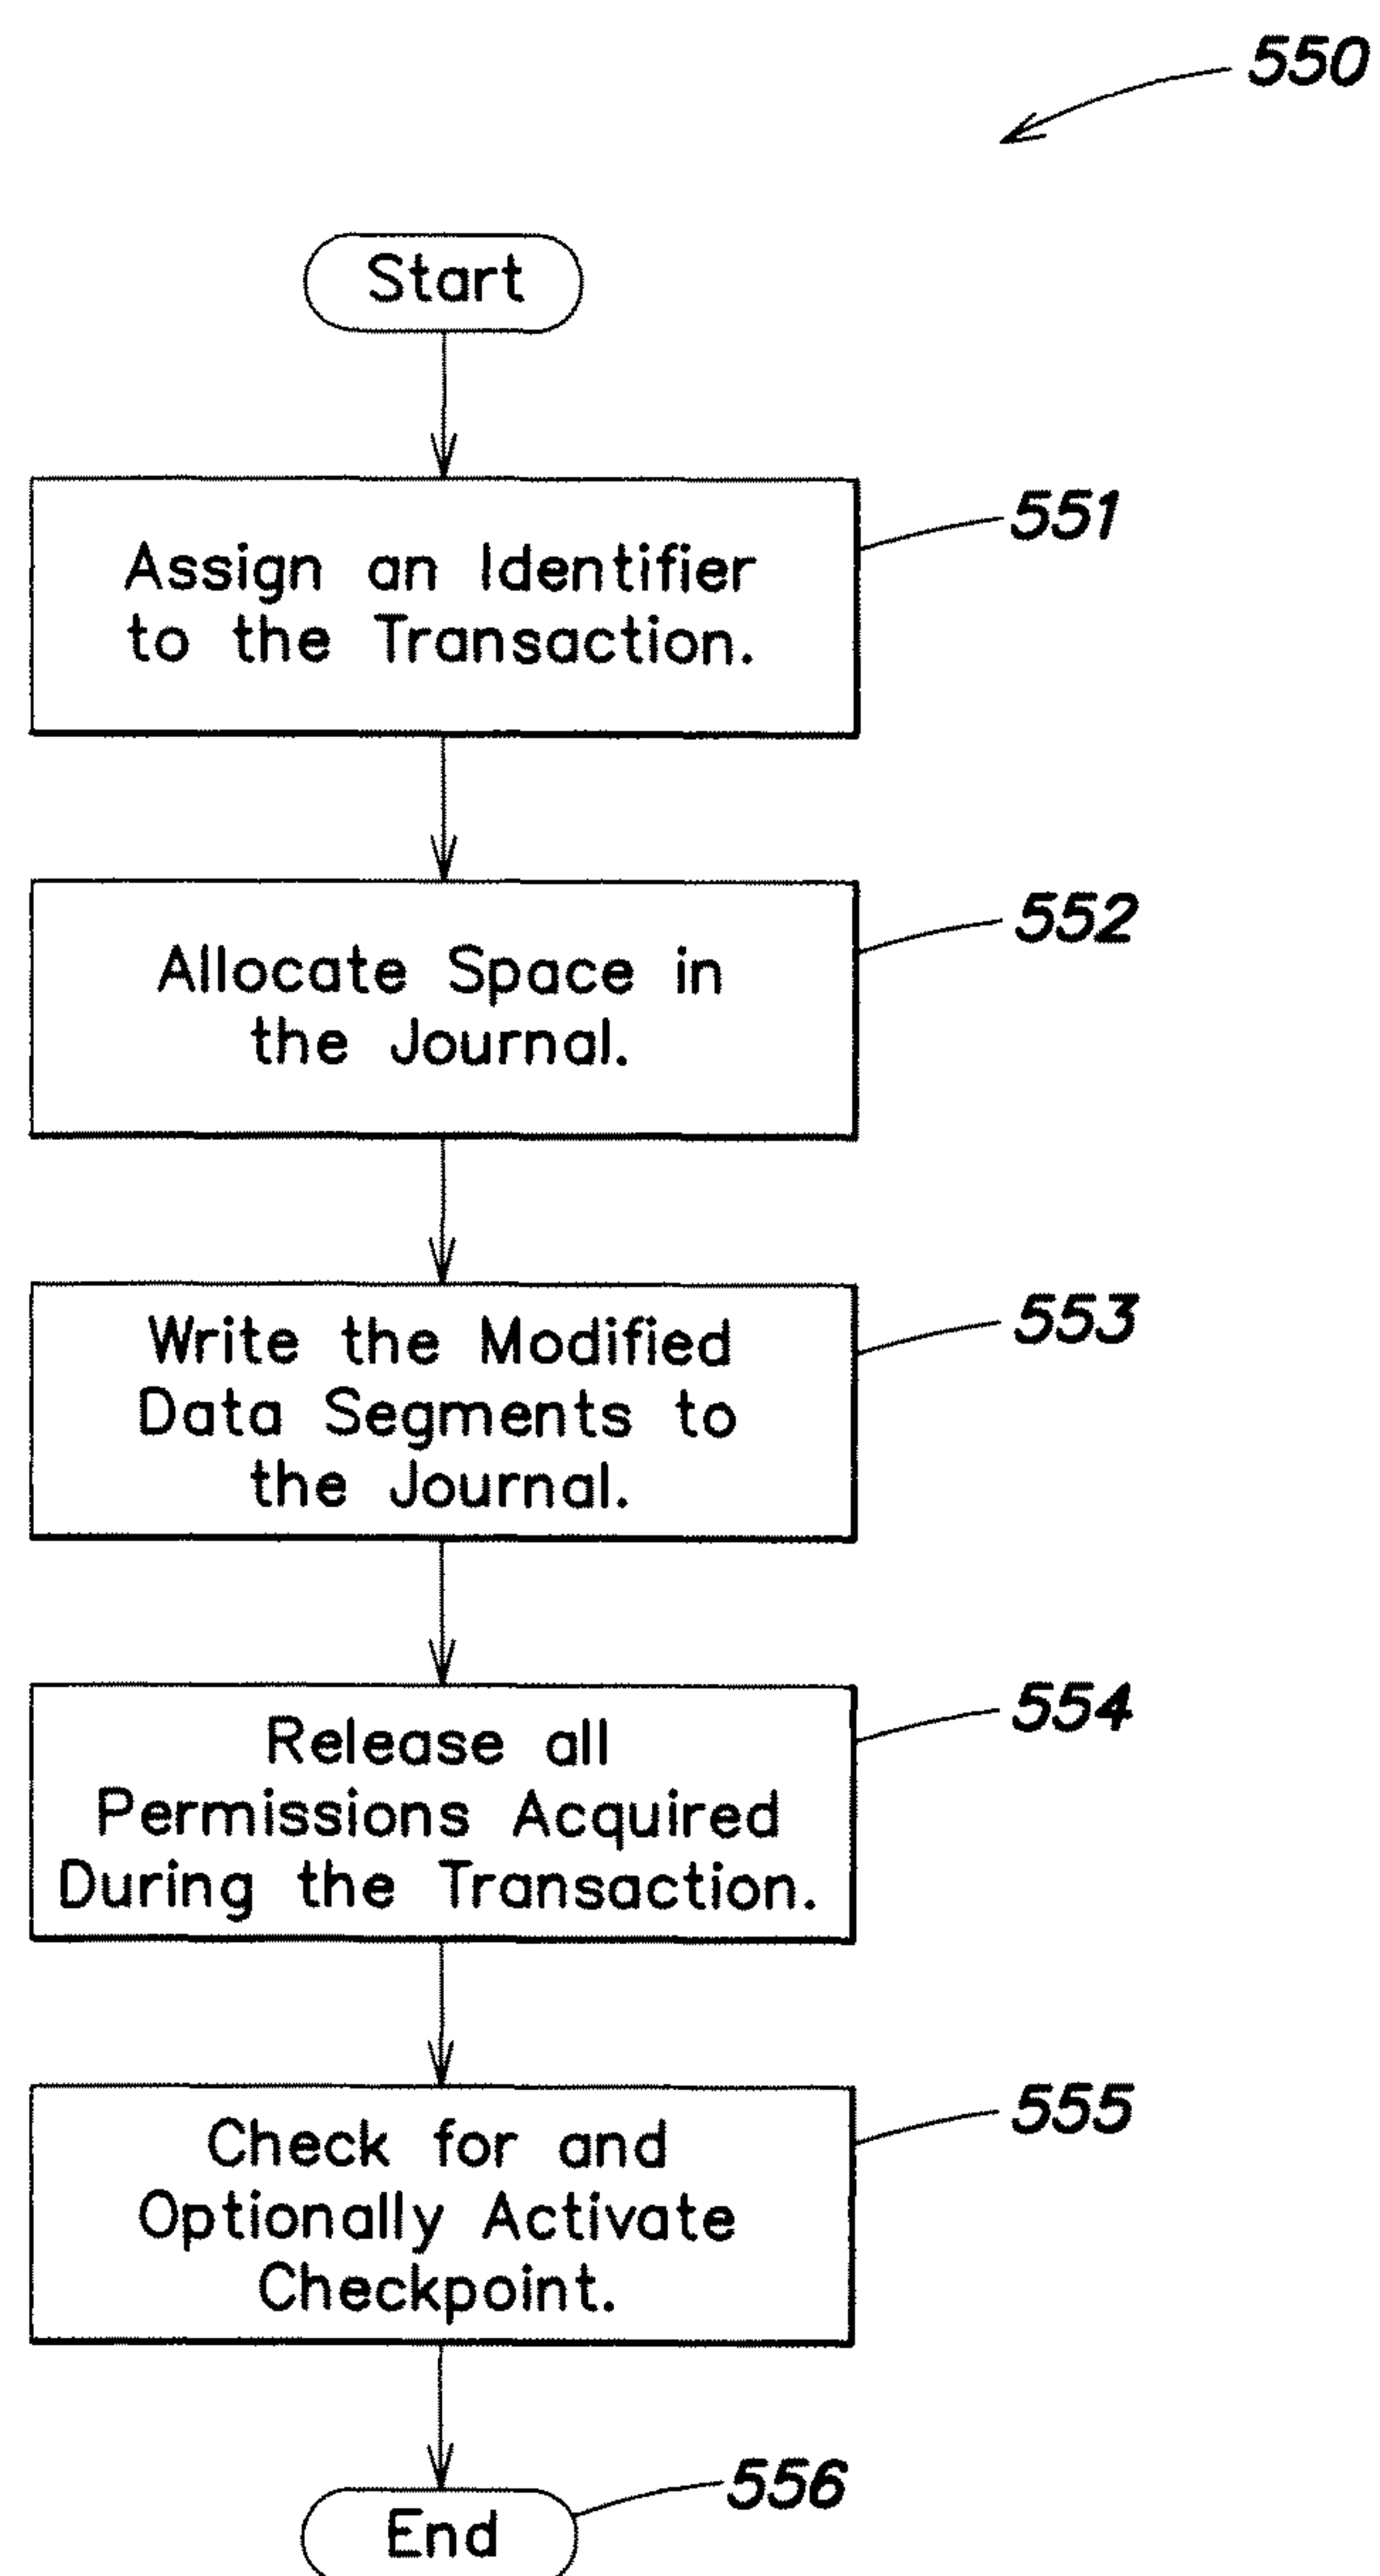 550
Start
551
Assign an Identifier
to the Transaction.
552
Allocate Space in
the Journal.
553
Write the Modified
Data Segments to
the Journal.
554
Release all
Permissions Acquired
During the Transaction.
555
Check for and
Optionally Activate
Checkpoint.
556
End